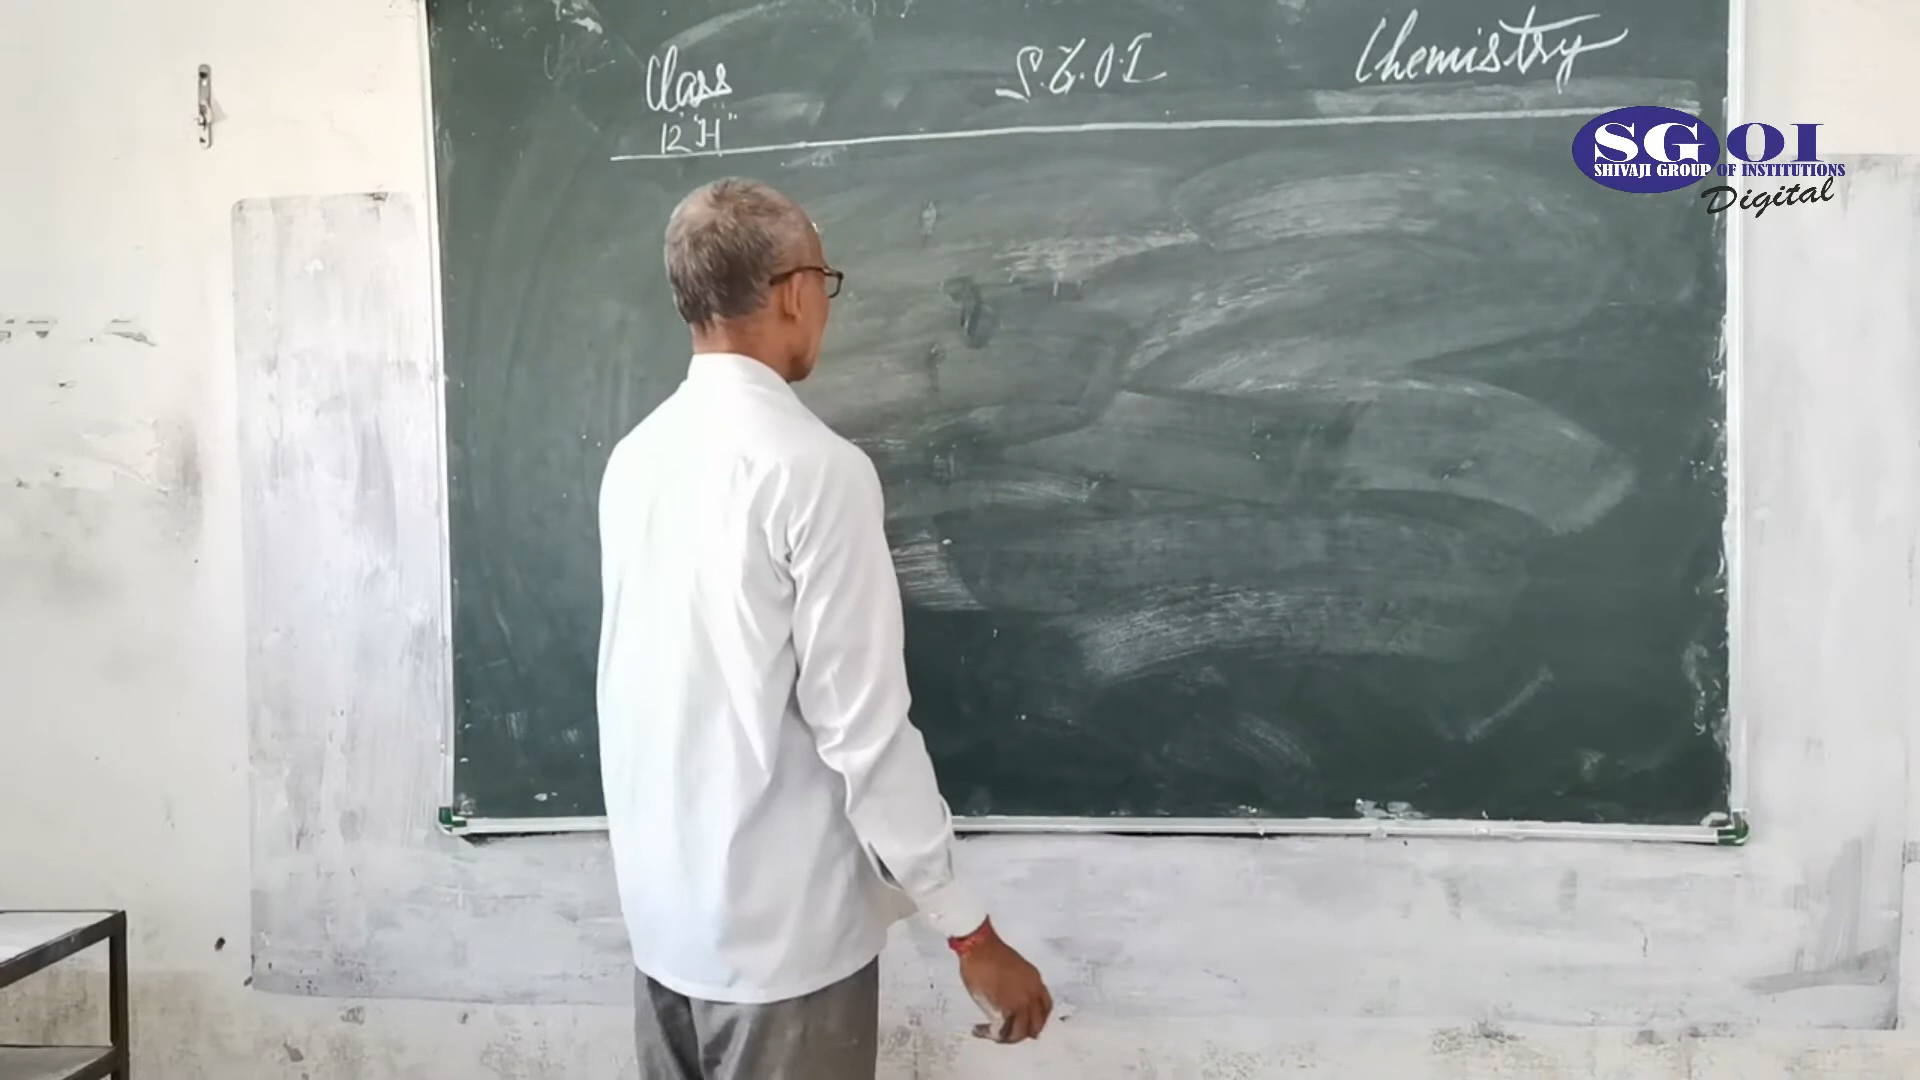 Class S.G.O.I Chemistry
12 "H"
SGOI
SHIVAJI GROUP OF INSTITUTIONS
Digital